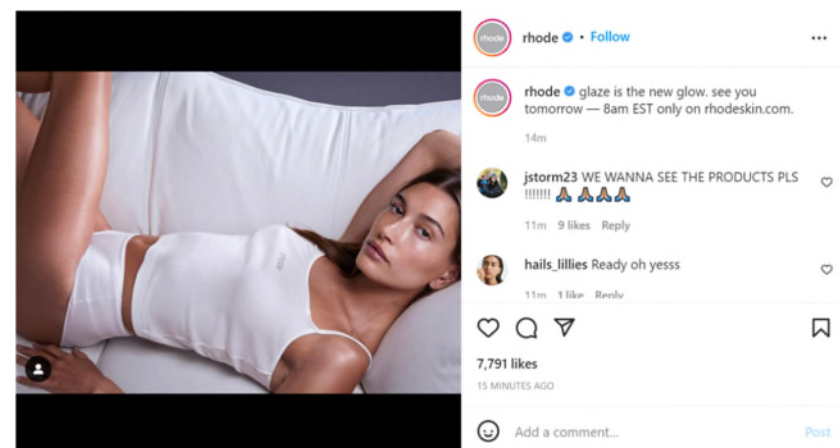 rhode • Follow
rhode glaze is the new glow. see you
tomorrow — 8am EST only on rhodeskin.com.
14m
jstorm23 WE WANNA SEE THE PRODUCTS PLS
!!!!!!! 🙏🏽 🙏🏽 🙏🏽 🙏🏽
11m 9 likes Reply
hails_lillies Ready oh yesss
11m 1 like Reply
7,791 likes
15 MINUTES AGO
Add a comment... Post
rhode
rhode